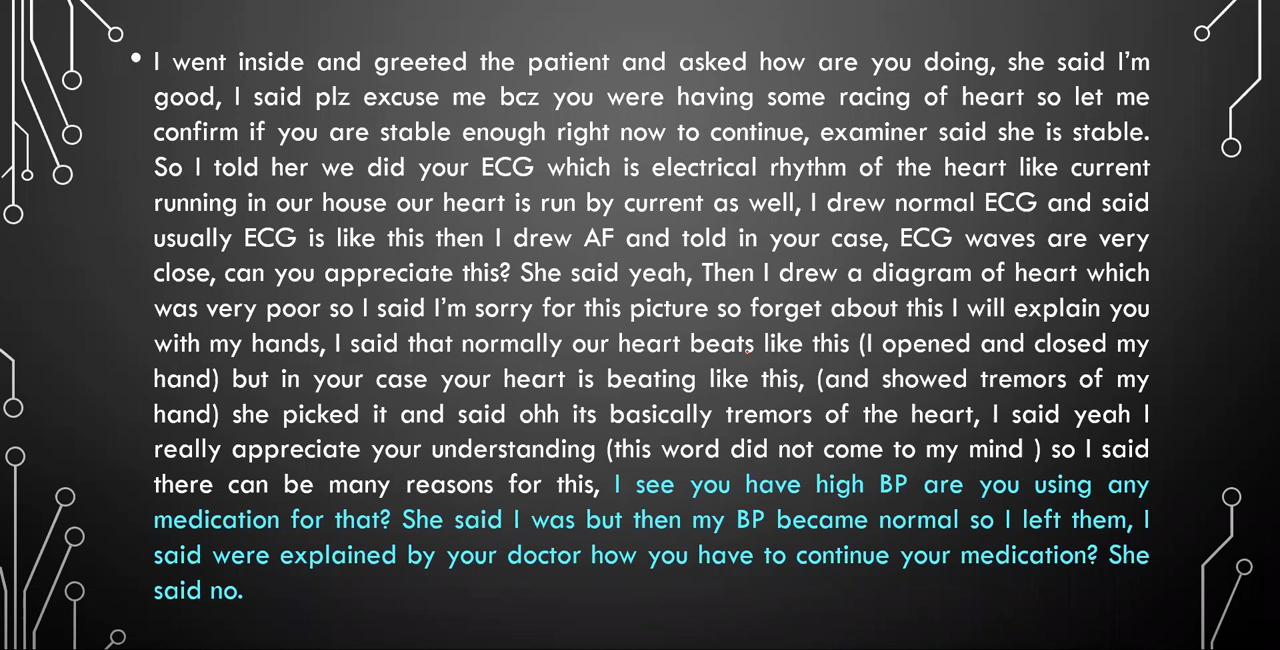 • I went inside and greeted the patient and asked how are you doing, she said I’m
good, I said plz excuse me bcz you were having some racing of heart so let me
confirm if you are stable enough right now to continue, examiner said she is stable.
So I told her we did your ECG which is electrical rhythm of the heart like current
running in our house our heart is run by current as well, I drew normal ECG and said
usually ECG is like this then I drew AF and told in your case, ECG waves are very
close, can you appreciate this? She said yeah, Then I drew a diagram of heart which
was very poor so I said I’m sorry for this picture so forget about this I will explain you
with my hands, I said that normally our heart beats like this (I opened and closed my
hand) but in your case your heart is beating like this, (and showed tremors of my
hand) she picked it and said ohh its basically tremors of the heart, I said yeah I
really appreciate your understanding (this word did not come to my mind ) so I said
there can be many reasons for this, I see you have high BP are you using any
medication for that? She said I was but then my BP became normal so I left them, I
said were explained by your doctor how you have to continue your medication? She
said no.